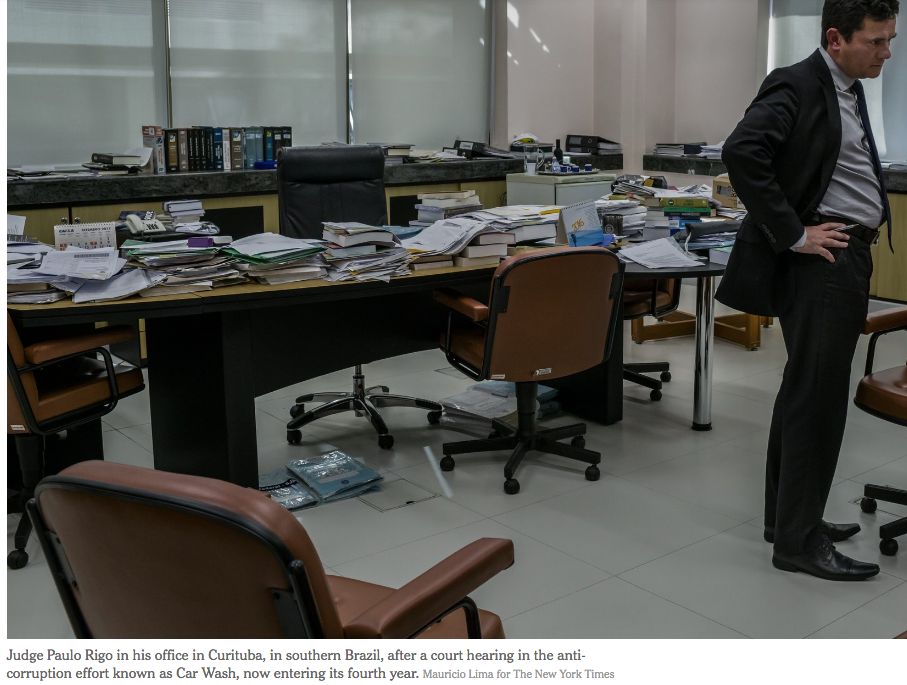 Judge Paulo Rigo in his office in Curituba, in southern Brazil, after a court hearing in the anti-
corruption effort known as Car Wash, now entering its fourth year. Mauricio Lima for The New York Times